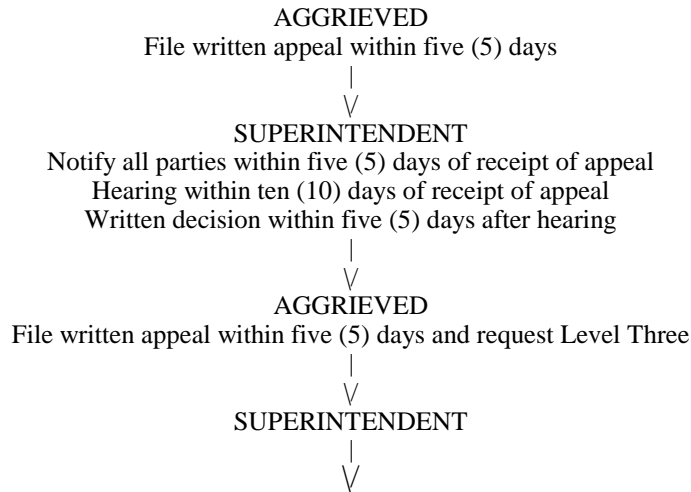 AGGRIEVED
File written appeal within five (5) days
|
\/
SUPERINTENDENT
Notify all parties within five (5) days of receipt of appeal
Hearing within ten (10) days of receipt of appeal
Written decision within five (5) days after hearing
|
\/
AGGRIEVED
File written appeal within five (5) days and request Level Three
|
\/
SUPERINTENDENT
|
\/